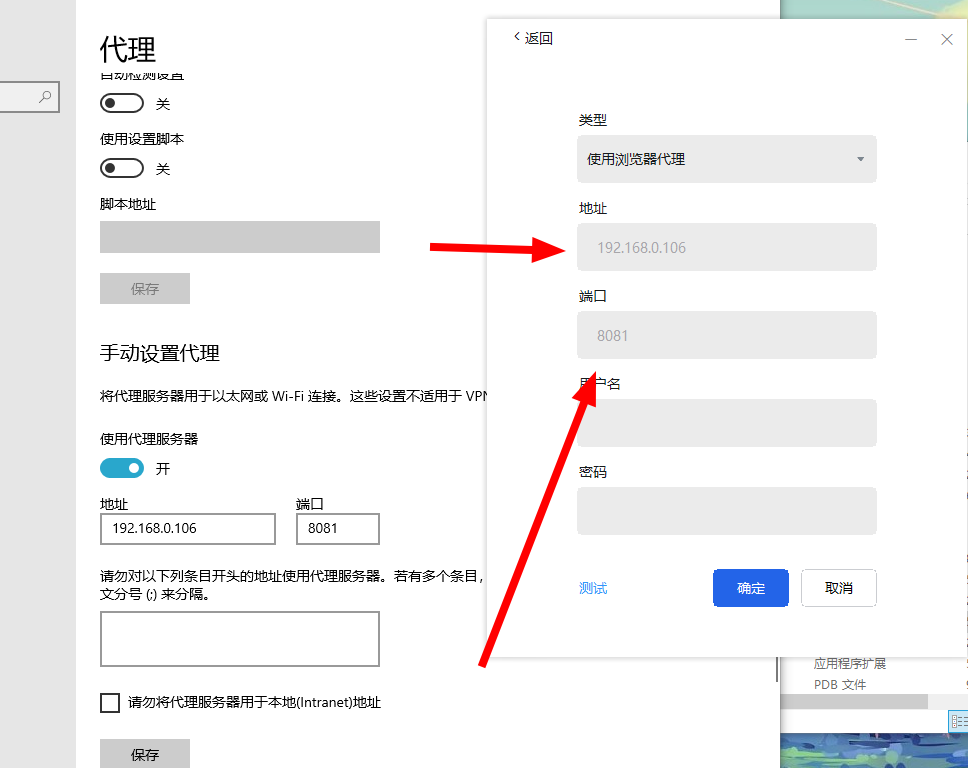 代理
自动检测设置
关
使用设置脚本
关
脚本地址
保存
手动设置代理
将代理服务器用于以太网或 Wi-Fi 连接。这些设置不适用于 VPN
使用代理服务器
开
地址
端口
192.168.0.106
8081
请勿对以下列条目开头的地址使用代理服务器。若有多个条目，
文分号 (;) 来分隔。
请勿将代理服务器用于本地(Intranet)地址
保存
返回
类型
使用浏览器代理
地址
192.168.0.106
端口
8081
用户名
密码
测试
确定
取消
应用程序扩展
PDB 文件